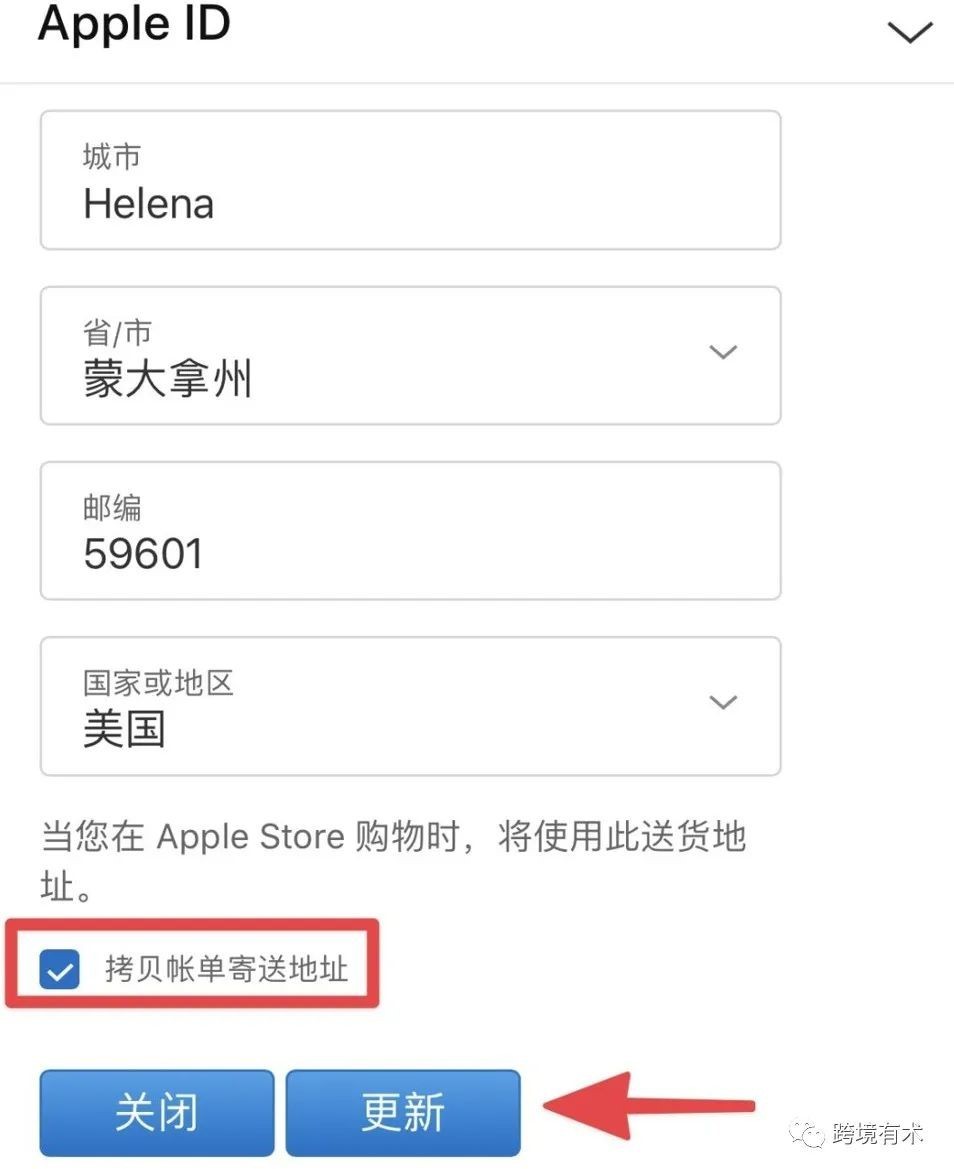 Apple ID
城市
Helena
省/市
蒙大拿州
邮编
59601
国家或地区
美国
当您在 Apple Store 购物时，将使用此送货地
址。
拷贝帐单寄送地址
关闭 更新
跨境有术